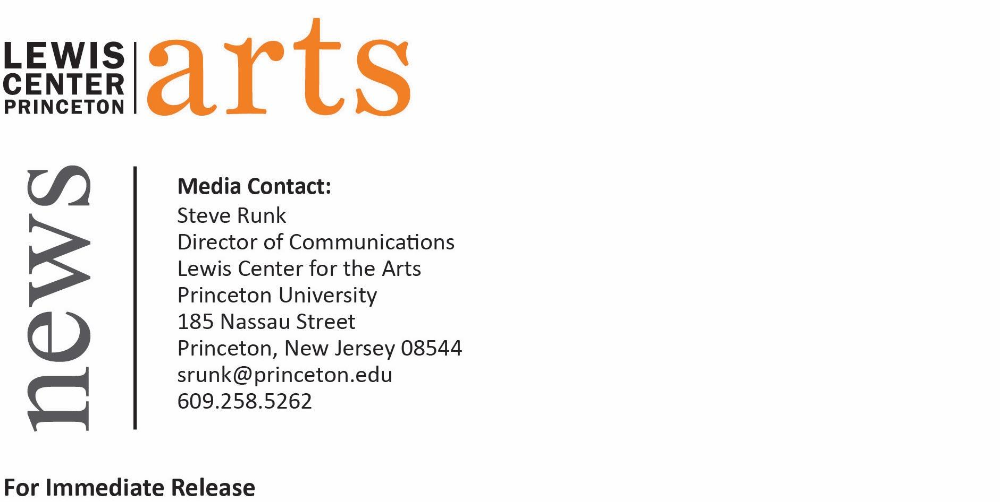 LEWIS
CENTER
PRINCETON
arts
news
Media Contact:
Steve Runk
Director of Communications
Lewis Center for the Arts
Princeton University
185 Nassau Street
Princeton, New Jersey 08544
srunk@princeton.edu
609.258.5262
For Immediate Release